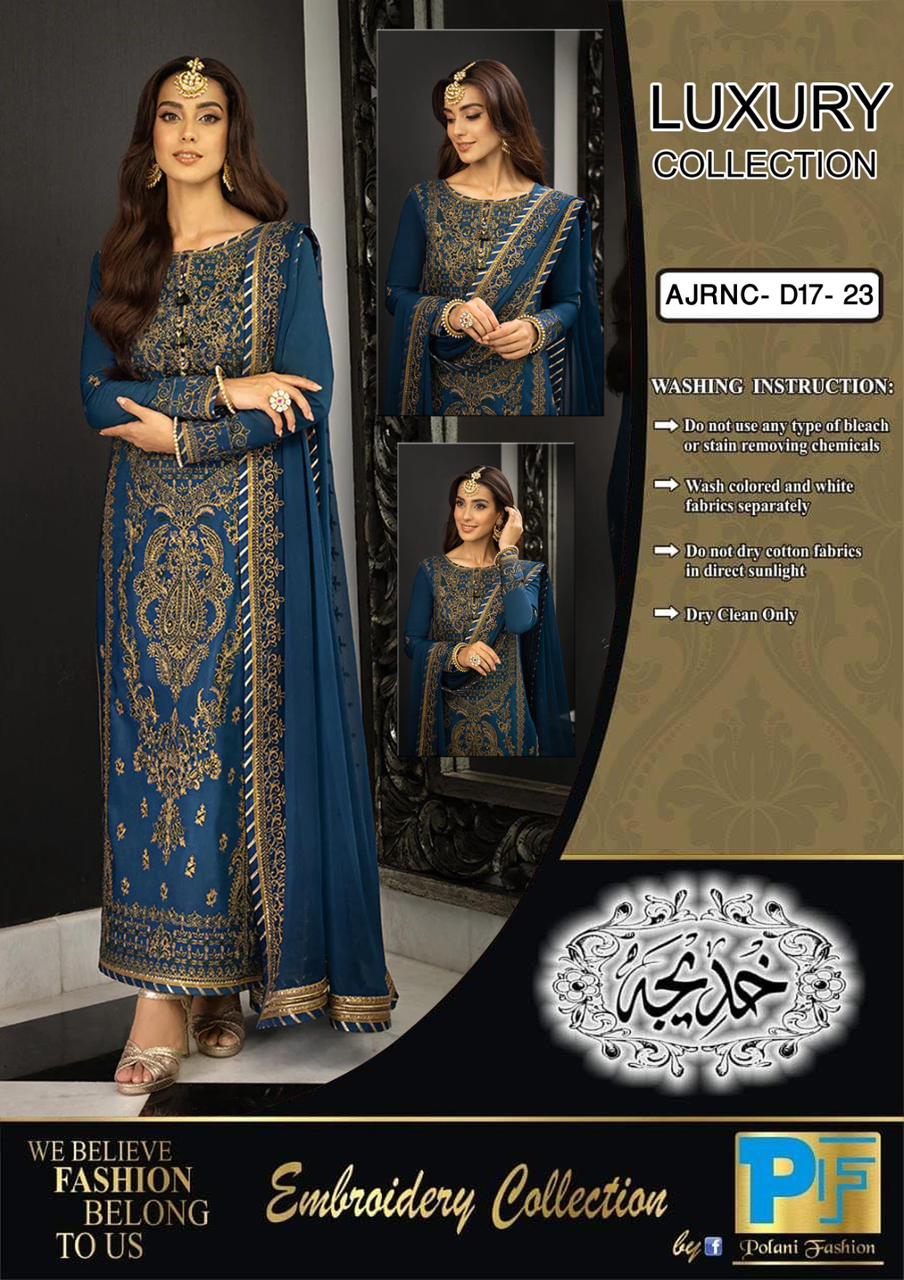 LUXURY
COLLECTION
AJRNC- D17- 23
WASHING INSTRUCTION:
Do not use any type of bleach
or stain removing chemicals
Wash colored and white
fabrics separately
Do not dry cotton fabrics
in direct sunlight
Dry Clean Only
خدیجہ
WE BELIEVE
FASHION
BELONG
TO US
Embroidery Collection
by f
PF
Polani Fashion